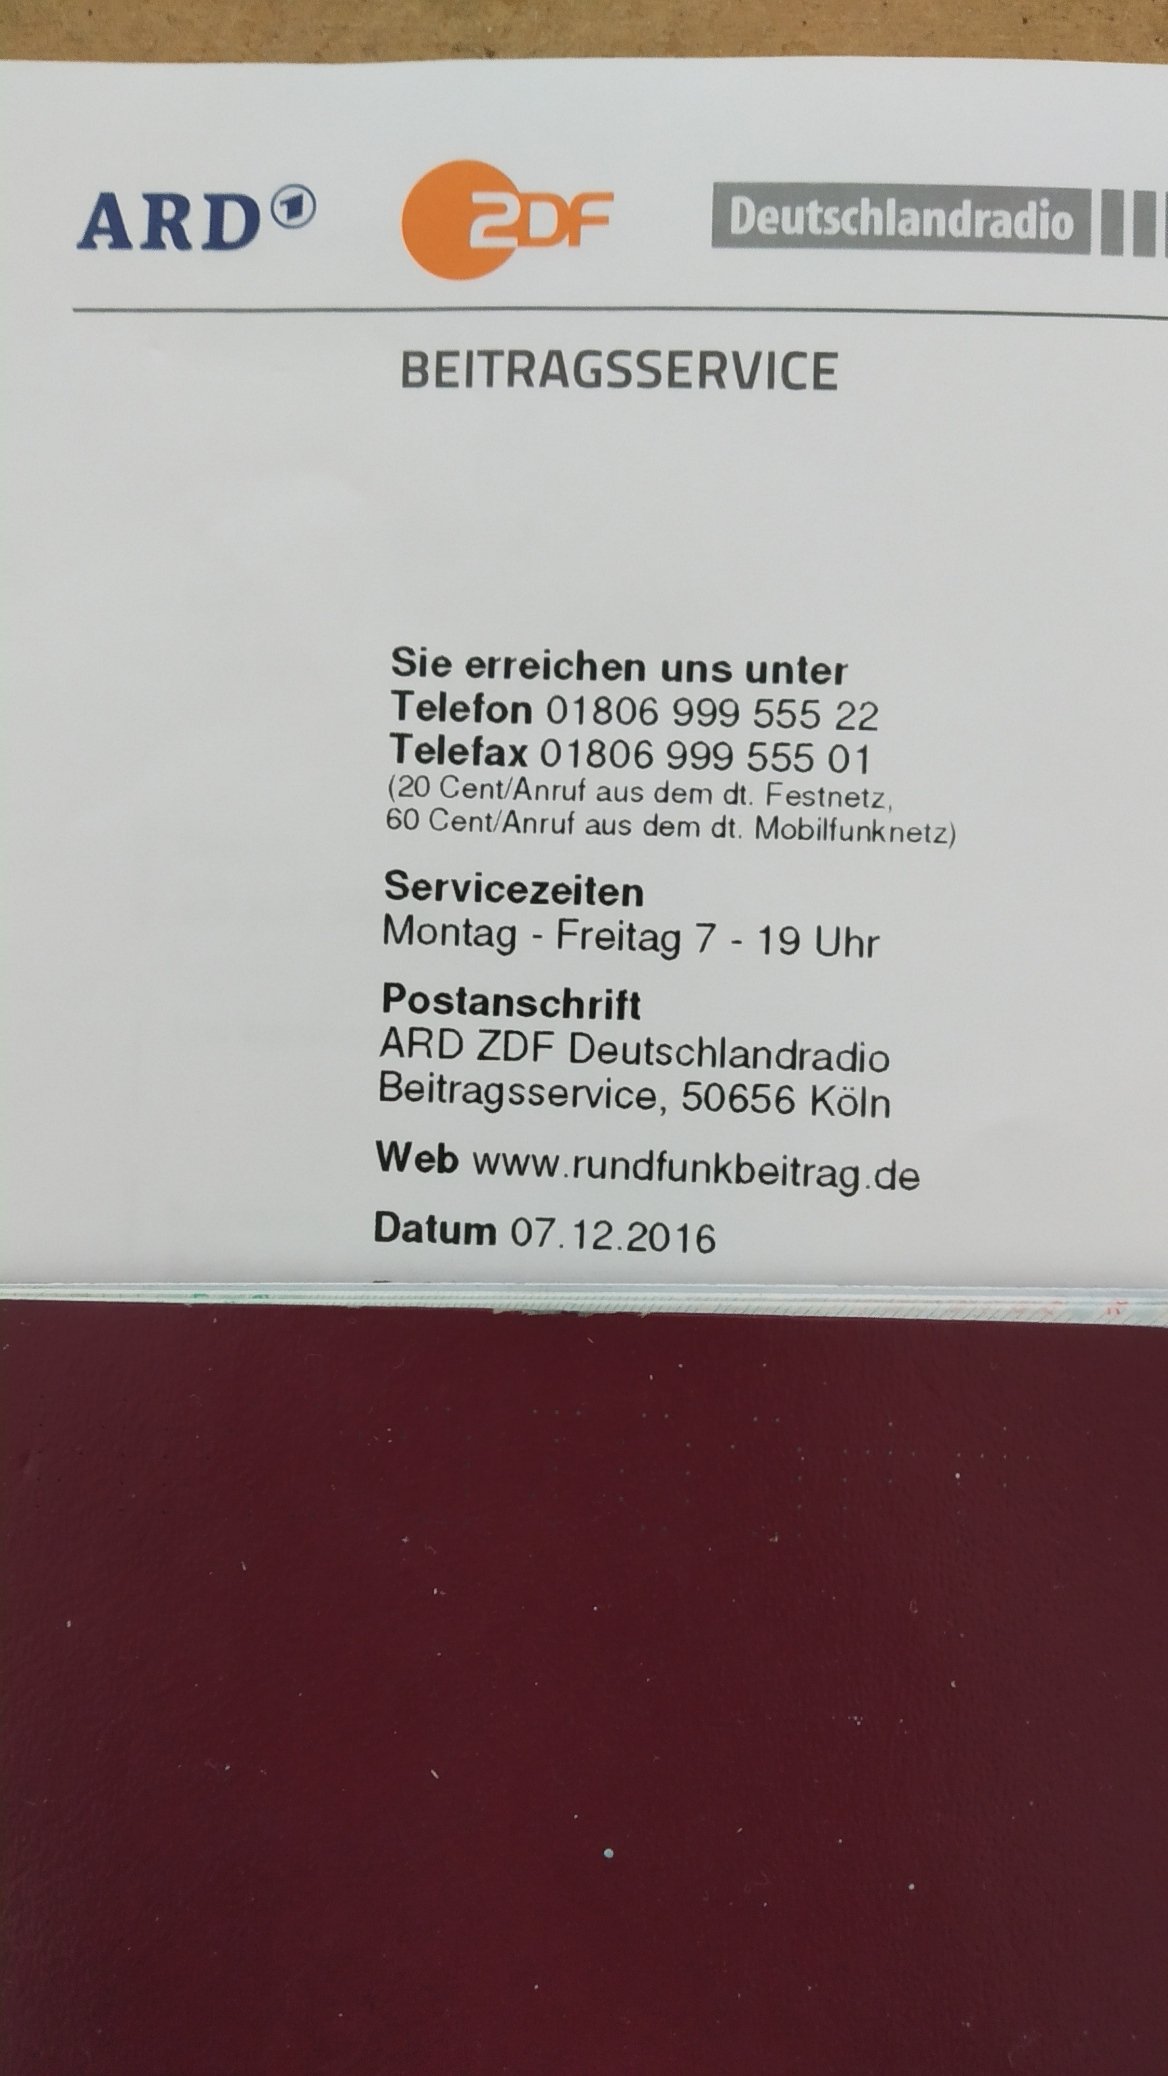 ARD 1 ZDF Deutschlandradio
BEITRAGSSERVICE
Sie erreichen uns unter
Telefon 01806 999 555 22
Telefax 01806 999 555 01
(20 Cent/Anruf aus dem dt. Festnetz,
60 Cent/Anruf aus dem dt. Mobilfunknetz)
Servicezeiten
Montag - Freitag 7 - 19 Uhr
Postanschrift
ARD ZDF Deutschlandradio
Beitragsservice, 50656 Köln
Web www.rundfunkbeitrag.de
Datum 07.12.2016